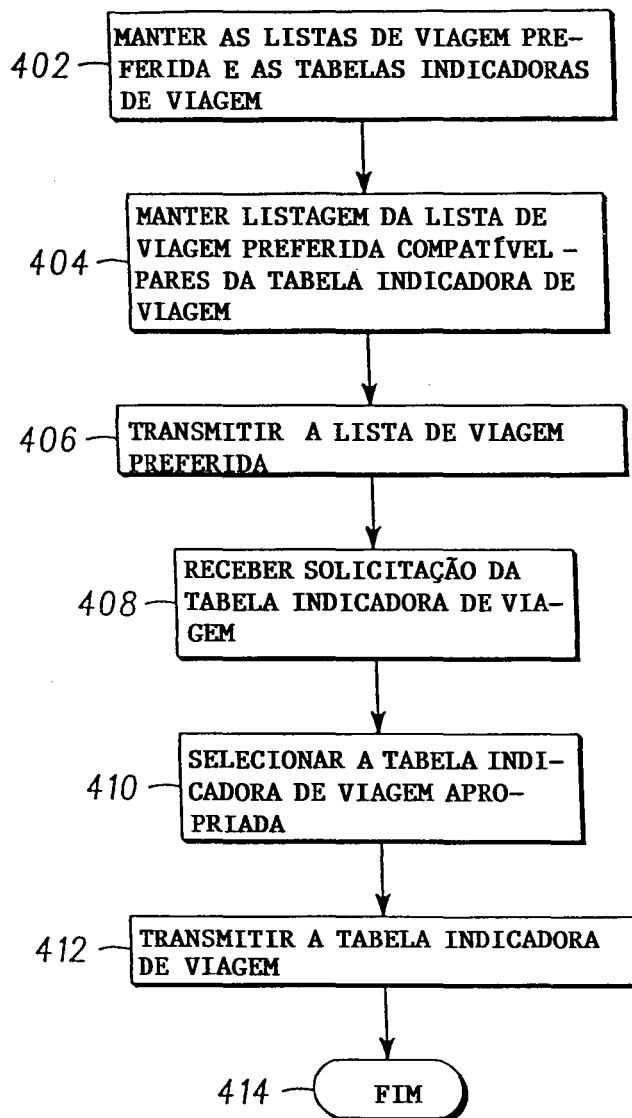 402
MANTER AS LISTAS DE VIAGEM PRE-
FERIDA E AS TABELAS INDICADORAS
DE VIAGEM
404
MANTER LISTAGEM DA LISTA DE
VIAGEM PREFERIDA COMPATÍVEL -
PARES DA TABELA INDICADORA DE
VIAGEM
406
TRANSMITIR A LISTA DE VIAGEM
PREFERIDA
408
RECEBER SOLICITAÇÃO DA
TABELA INDICADORA DE VIA-
GEM
410
SELECIONAR A TABELA INDI-
CADORA DE VIAGEM APRO-
PRIADA
412
TRANSMITIR A TABELA INDICADORA
DE VIAGEM
414
FIM